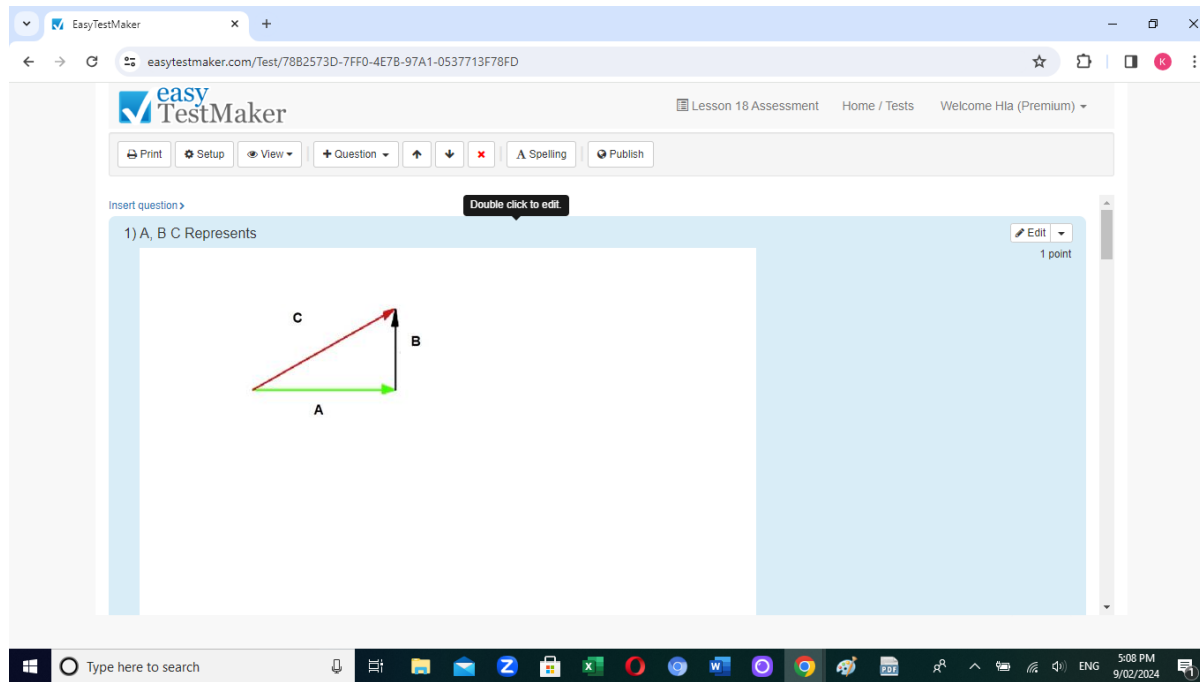 EasyTestMaker
easytestmaker.com/Test/78B2573D-7FF0-4E7B-97A1-0537713F78FD
K
easy
TestMaker
Lesson 18 Assessment Home / Tests Welcome Hla (Premium)
Print Setup View + Question A Spelling Publish
Insert question
Double click to edit.
1) A, B C Represents
Edit
1 point
C
B
A
Type here to search
ENG
5:08 PM
9/02/2024